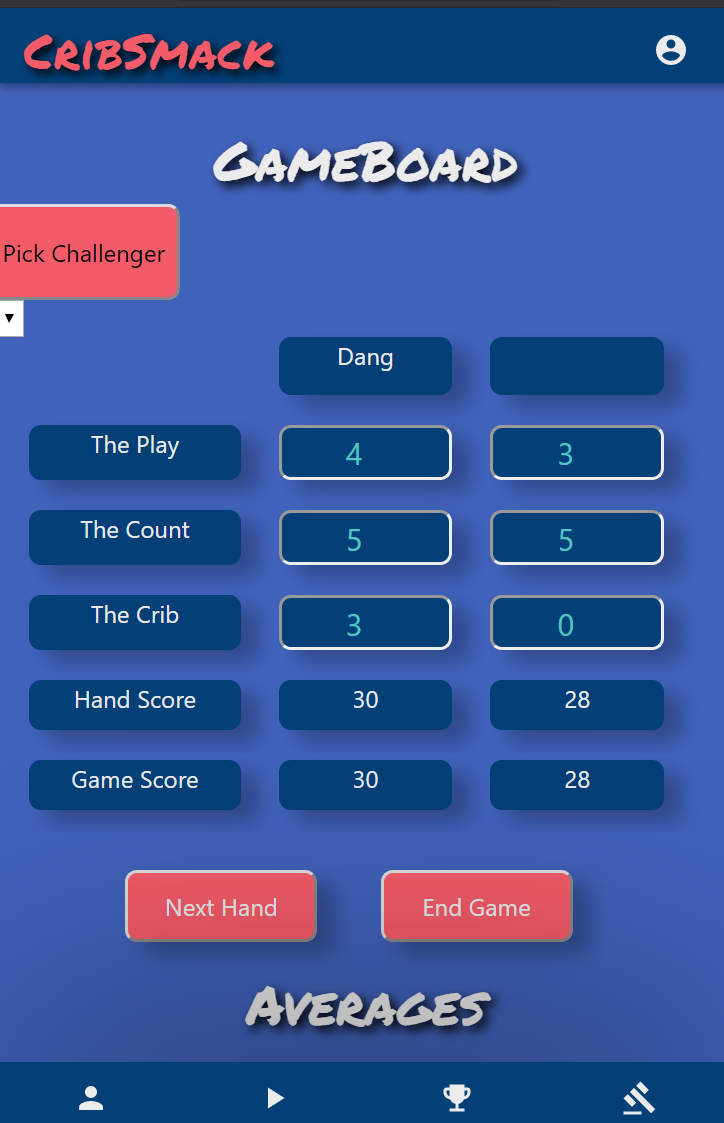 CribSmack
GameBoard
Pick Challenger
Dang
The Play 4 3
The Count 5 5
The Crib 3 0
Hand Score 30 28
Game Score 30 28
Next Hand End Game
Averages